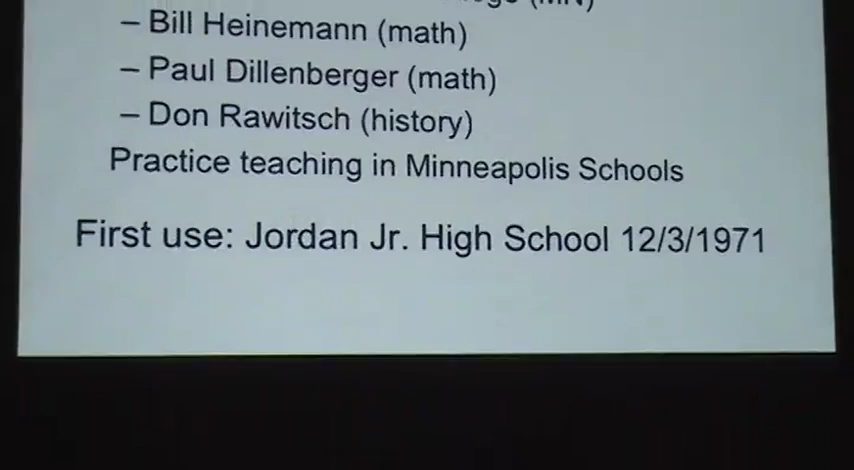 – Bill Heinemann (math)
– Paul Dillenberger (math)
– Don Rawitsch (history)
Practice teaching in Minneapolis Schools
First use: Jordan Jr. High School 12/3/1971